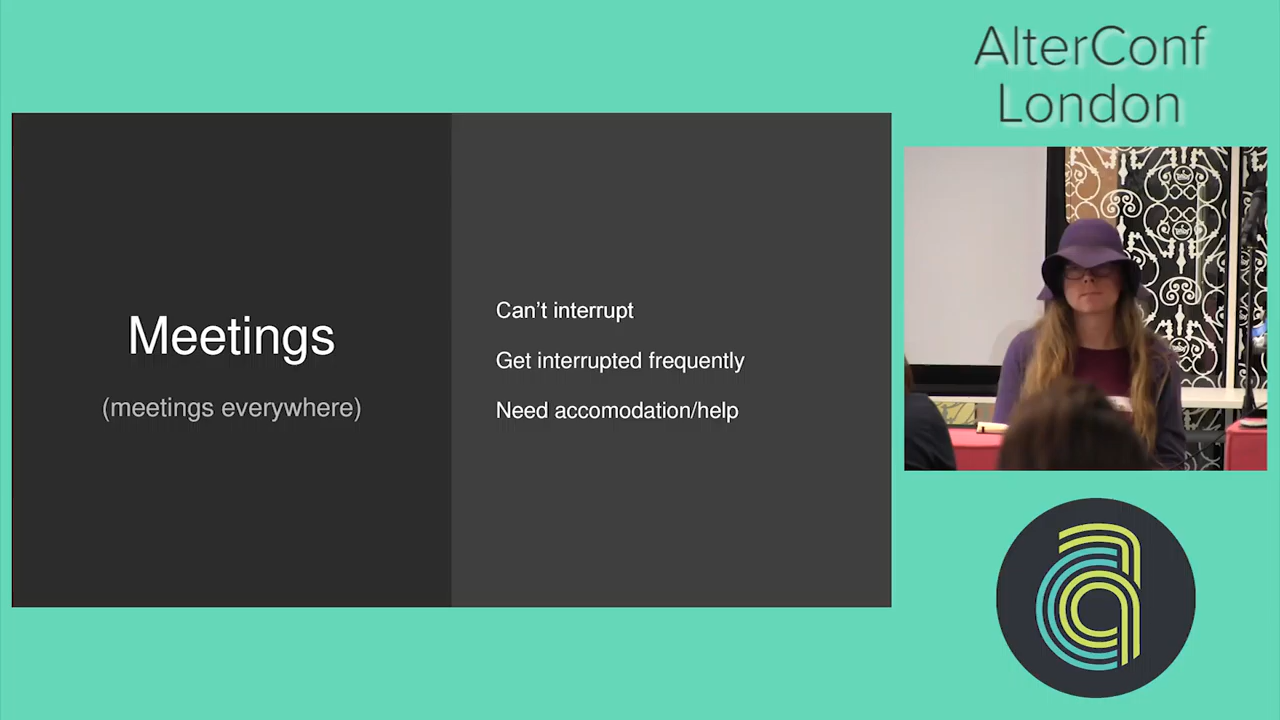 AlterConf
London
Meetings
(meetings everywhere)
Can't interrupt
Get interrupted frequently
Need accomodation/help